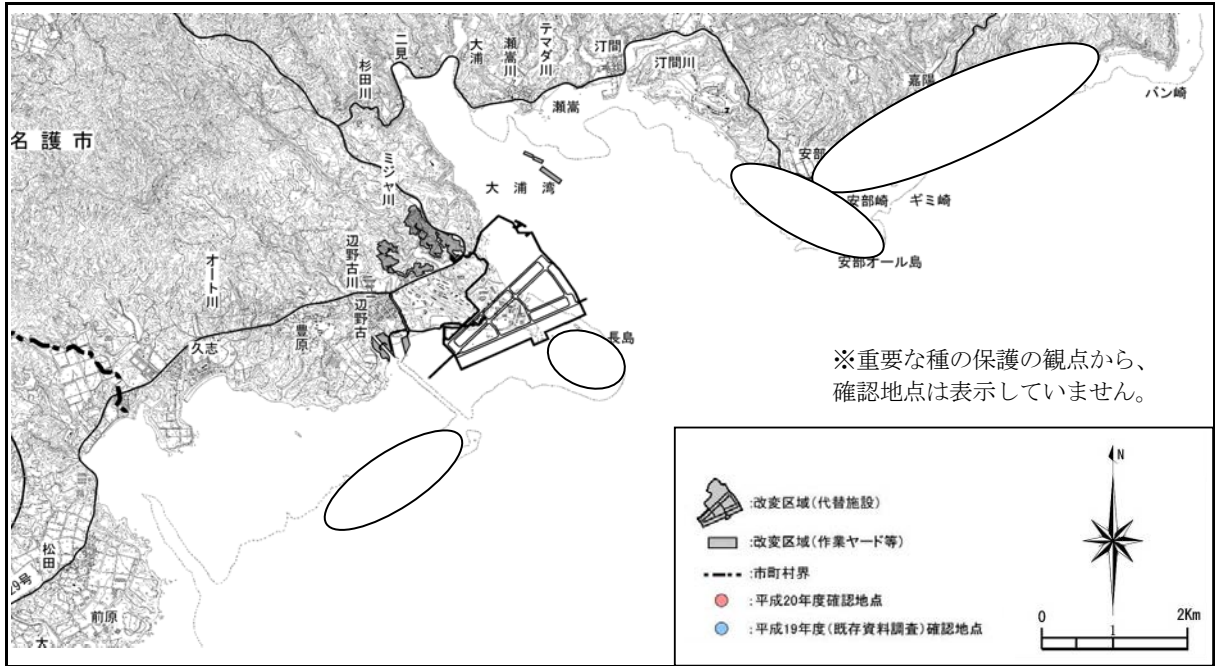 名護市
杉田川
二見
大浦
瀬嵩川
テマダ川
汀間
汀間川
瀬嵩
嘉陽
バン崎
安部
ミジャ川
大浦湾
安部崎
ギミ崎
安部オール島
辺野古川
辺野古
オート川
豊原
久志
長島
※重要な種の保護の観点から、
確認地点は表示していません。
松田
29号
前原
:改変区域(代替施設)
:改変区域(作業ヤード等)
:市町村界
:平成20年度確認地点
:平成19年度(既存資料調査)確認地点
N
0 1 2Km